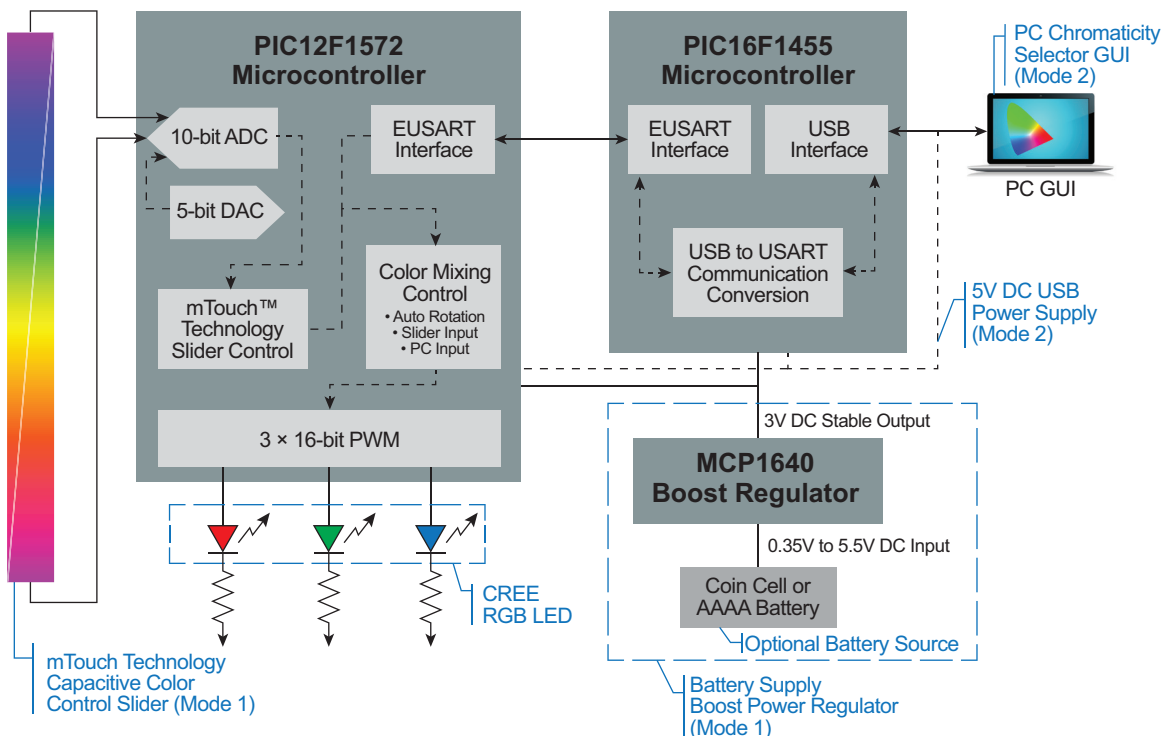 PIC12F1572
Microcontroller
10-bit ADC
5-bit DAC
EUSART
Interface
mTouch™
Technology
Slider Control
Color Mixing
Control
• Auto Rotation
• Slider Input
• PC Input
3 × 16-bit PWM
PIC16F1455
Microcontroller
EUSART
Interface
USB
Interface
USB to USART
Communication
Conversion
PC Chromaticity
Selector GUI
(Mode 2)
PC GUI
5V DC USB
Power Supply
(Mode 2)
3V DC Stable Output
MCP1640
Boost Regulator
0.35V to 5.5V DC Input
Coin Cell or
AAAA Battery
Optional Battery Source
Battery Supply
Boost Power Regulator
(Mode 1)
CREE
RGB LED
mTouch Technology
Capacitive Color
Control Slider (Mode 1)